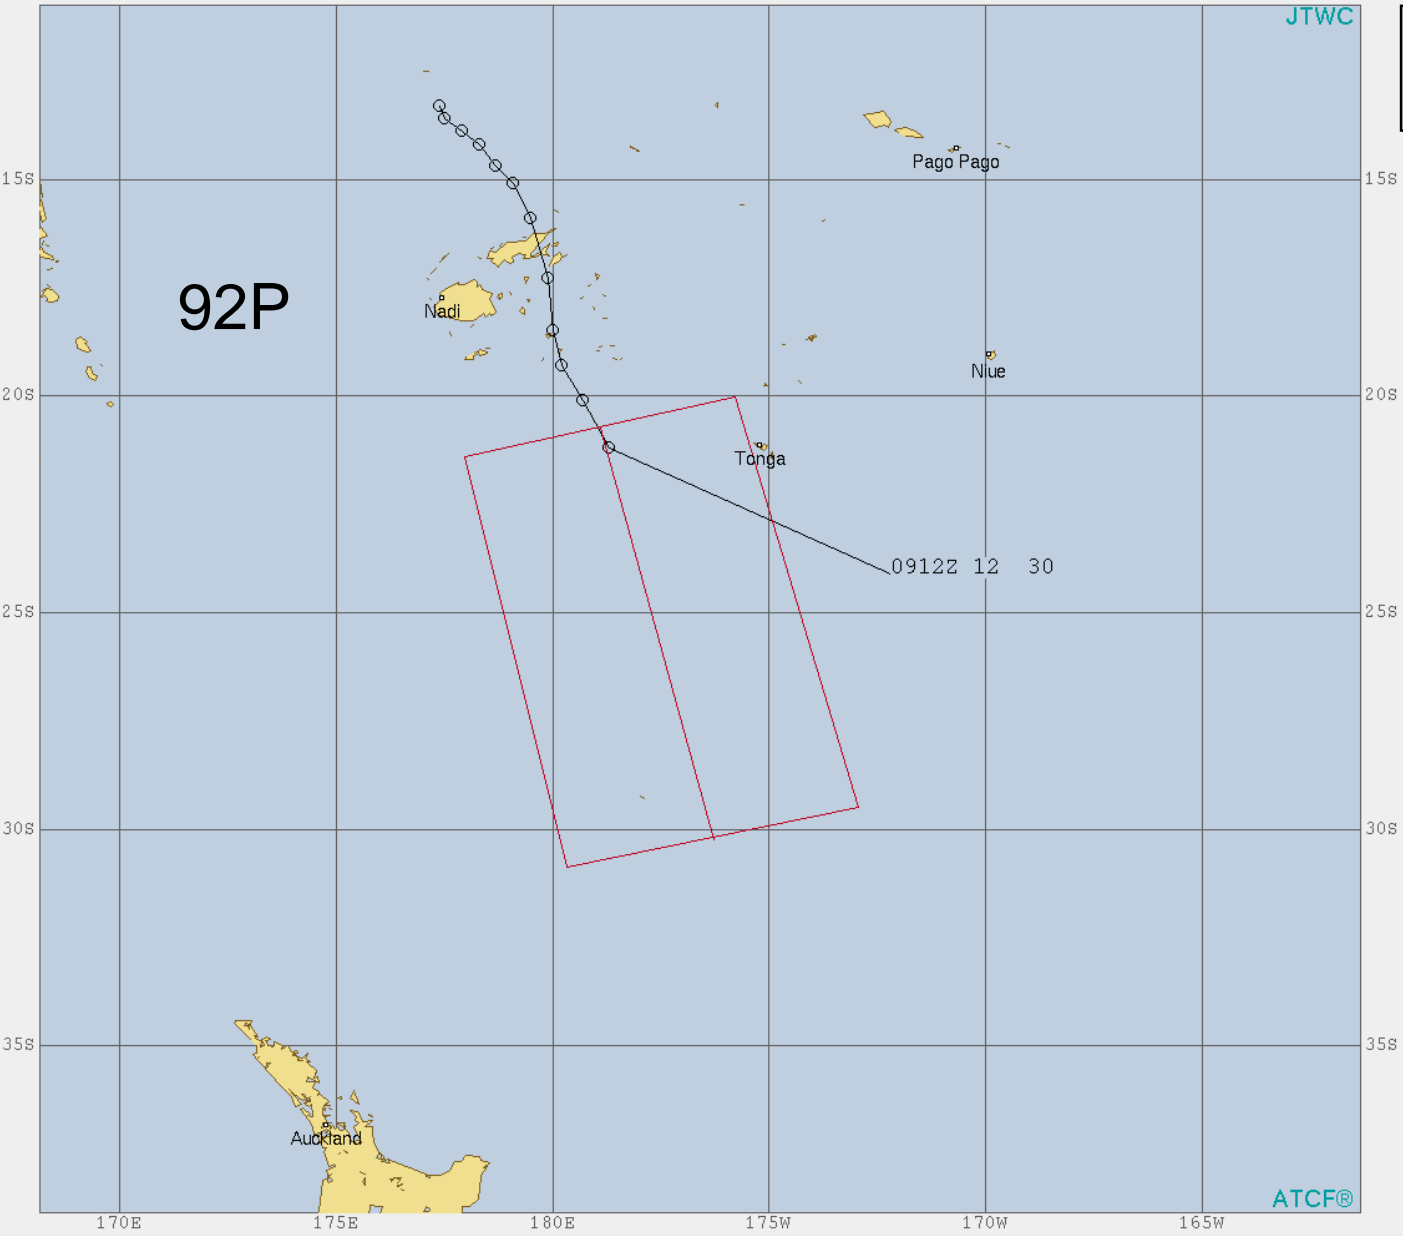 JTWC
Pago Pago
15S 15S
92P
Nadi
Niue
20S 20S
Tonga
0912Z 12 30
25S 25S
30S 30S
35S 35S
Auckland
ATCF®
170E 175E 180E 175W 170W 165W